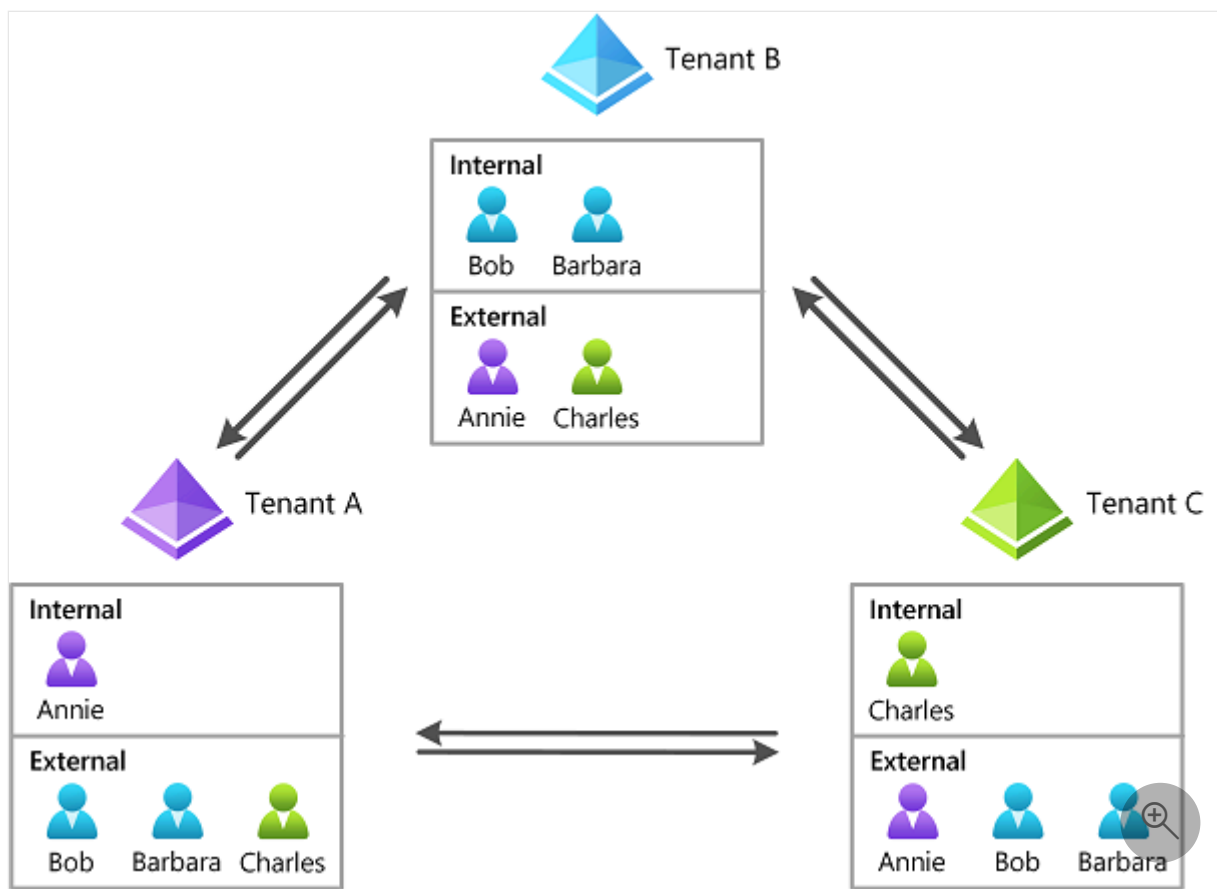 Tenant B
Internal
Bob Barbara
External
Annie Charles
Tenant A
Internal
Annie
External
Bob Barbara Charles
Tenant C
Internal
Charles
External
Annie Bob Barbara